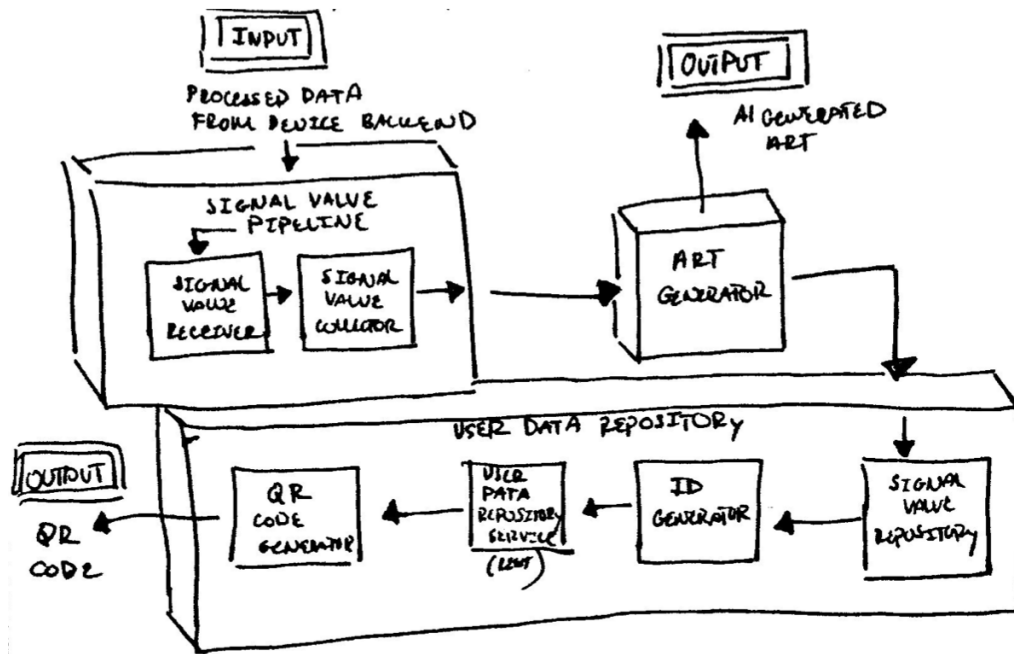 INPUT
PROCESSED DATA
FROM DEVICE BACKEND
SIGNAL VALUE
PIPELINE
SIGNAL
VALUE
RECEIVER
SIGNAL
VALUE
COLLECTOR
OUTPUT
AI GENERATED
ART
ART
GENERATOR
USER DATA REPOSITORY
SIGNAL
VALUE
REPOSITORY
ID
GENERATOR
USER
DATA
REPOSITORY
SERVICE
(REST)
QR
CODE
GENERATOR
OUTPUT
QR
CODE